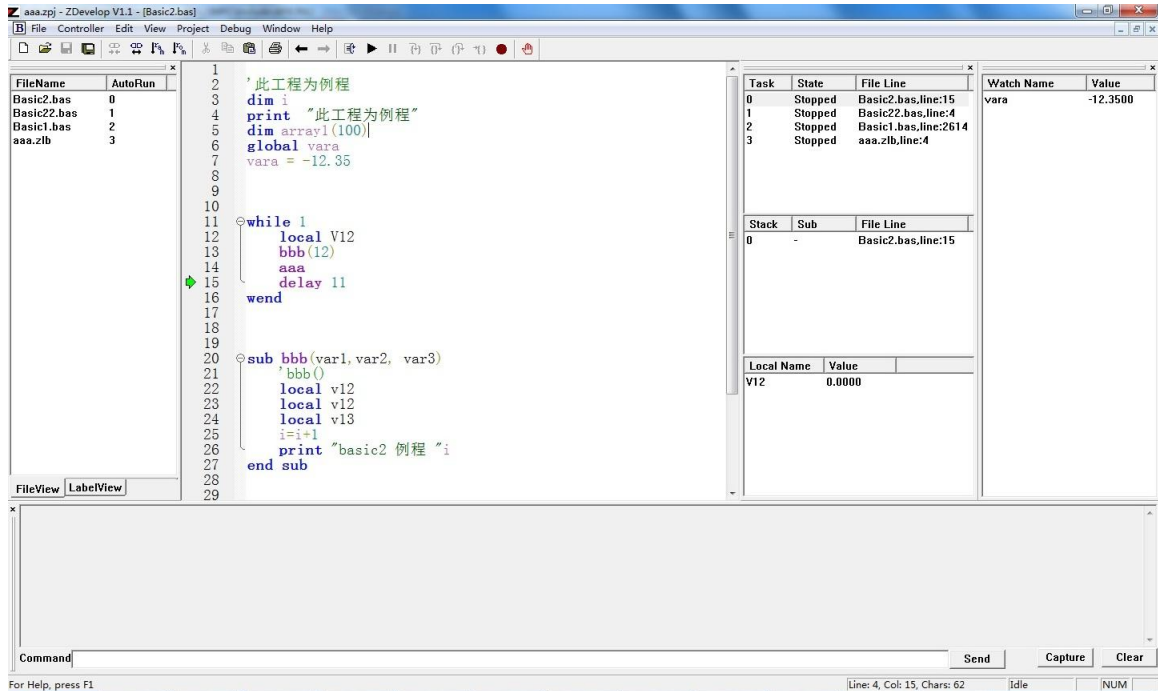 aaa.zpj - ZDevelop V1.1 - [Basic2.bas]
File Controller Edit View Project Debug Window Help
FileName AutoRun
Basic2.bas 0
Basic22.bas 1
Basic1.bas 2
aaa.zlb 3
FileView LabelView
1
2 '此工程为例程
3 dim i
4 print "此工程为例程"
5 dim array1(100)
6 global vara
7 vara = -12.35
8
9
10
11 while 1
12 local V12
13 bbb(12)
14 aaa
15 delay 11
16 wend
17
18
19
20 sub bbb(var1,var2, var3)
21 'bbb()
22 local v12
23 local v12
24 local v13
25 i=i+1
26 print "basic2 例程 "i
27 end sub
28
29
Task State File Line
0 Stopped Basic2.bas,line:15
1 Stopped Basic22.bas,line:4
2 Stopped Basic1.bas,line:2614
3 Stopped aaa.zlb,line:4
Stack Sub File Line
0 - Basic2.bas,line:15
Local Name Value
V12 0.0000
Watch Name Value
vara -12.3500
Command Send Capture Clear
For Help, press F1 Line: 4, Col: 15, Chars: 62 Idle NUM